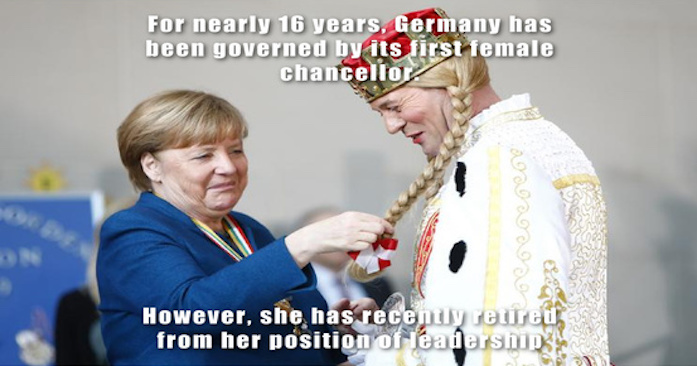 For nearly 16 years, Germany has
been governed by its first female
chancellor.
However, she has recently retired
from her position of leadership.